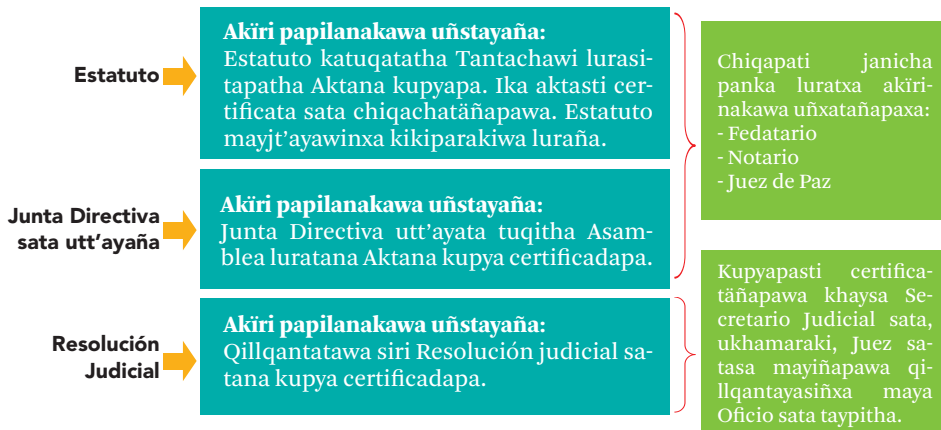 Estatuto
Akïri papilanakawa uñstayaña:
Estatuto katuqatatha Tantachawi lurasi-
tapatha Aktana kupyapa. Ika aktasti cer-
tificata sata chiqachatäñapawa. Estatuto
mayjt'ayawinxa kikiparakiwa luraña.
Junta Directiva
sata utt'ayaña
Akïri papilanakawa uñstayaña:
Junta Directiva utt'ayata tuqitha Asam-
blea luratana Aktana kupya certificadapa.
Chiqapati janicha
panka luratxa akïri-
nakawa uñxatañapaxa:
- Fedatario
- Notario
- Juez de Paz
Resolución
Judicial
Akïri papilanakawa uñstayaña:
Qillqantatawa siri Resolución judicial sa-
tana kupya certificadapa.
Kupyapasti certifica-
täñapawa khaysa Se-
cretario Judicial sata,
ukhamaraki, Juez sa-
tasa mayiñapawa qi-
llqantayasiñxa maya
Oficio sata taypitha.